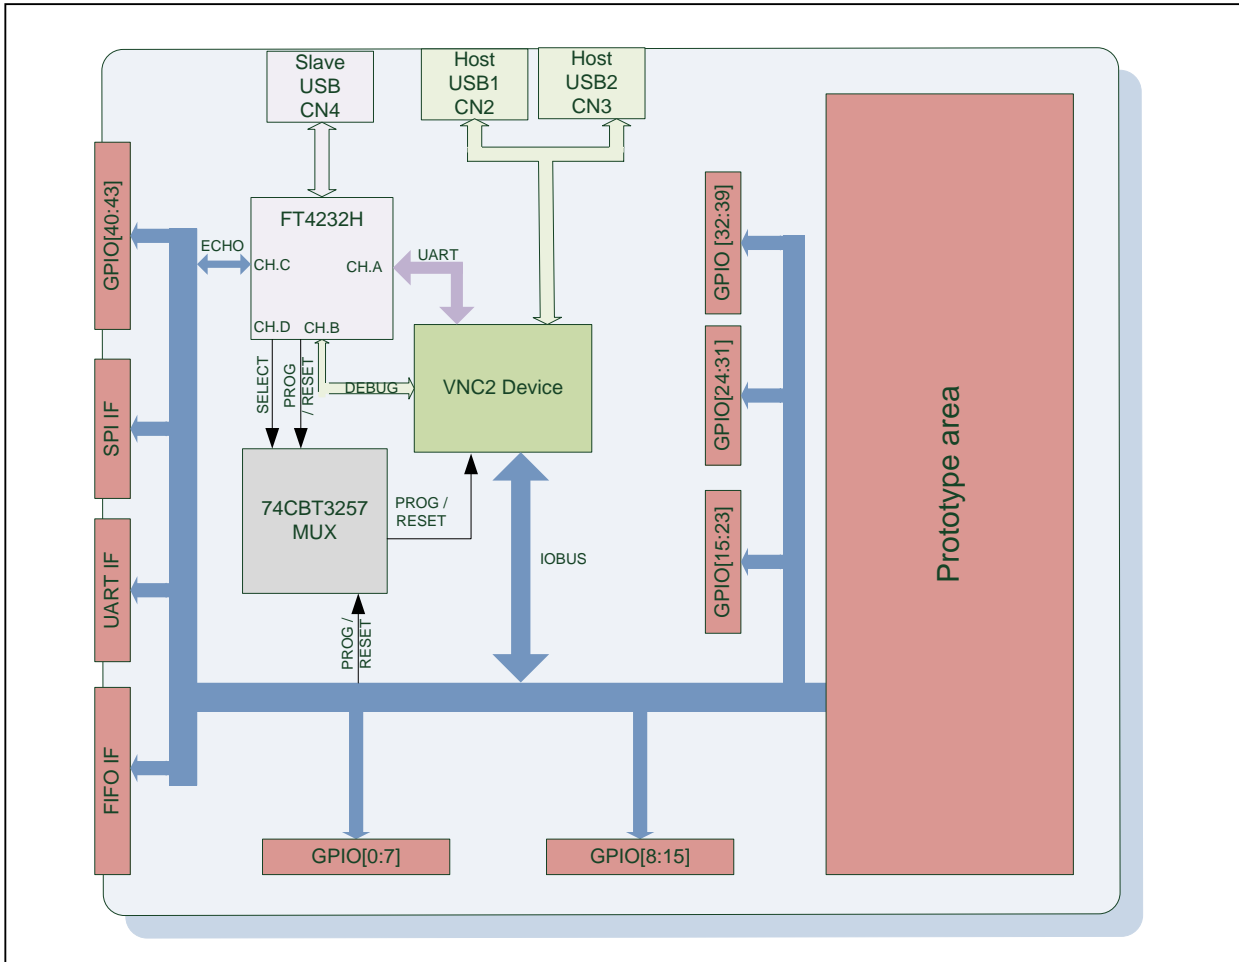 Slave
USB
CN4
Host
USB1
CN2
Host
USB2
CN3
GPIO[40:43]
SPI IF
UART IF
FIFO IF
FT4232H
ECHO
CH.C
CH.A
UART
CH.D
CH.B
SELECT
PROG
/ RESET
DEBUG
VNC2 Device
74CBT3257
MUX
PROG /
RESET
IOBUS
PROG /
RESET
GPIO [32:39]
GPIO[24:31]
GPIO[15:23]
Prototype area
GPIO[0:7]
GPIO[8:15]